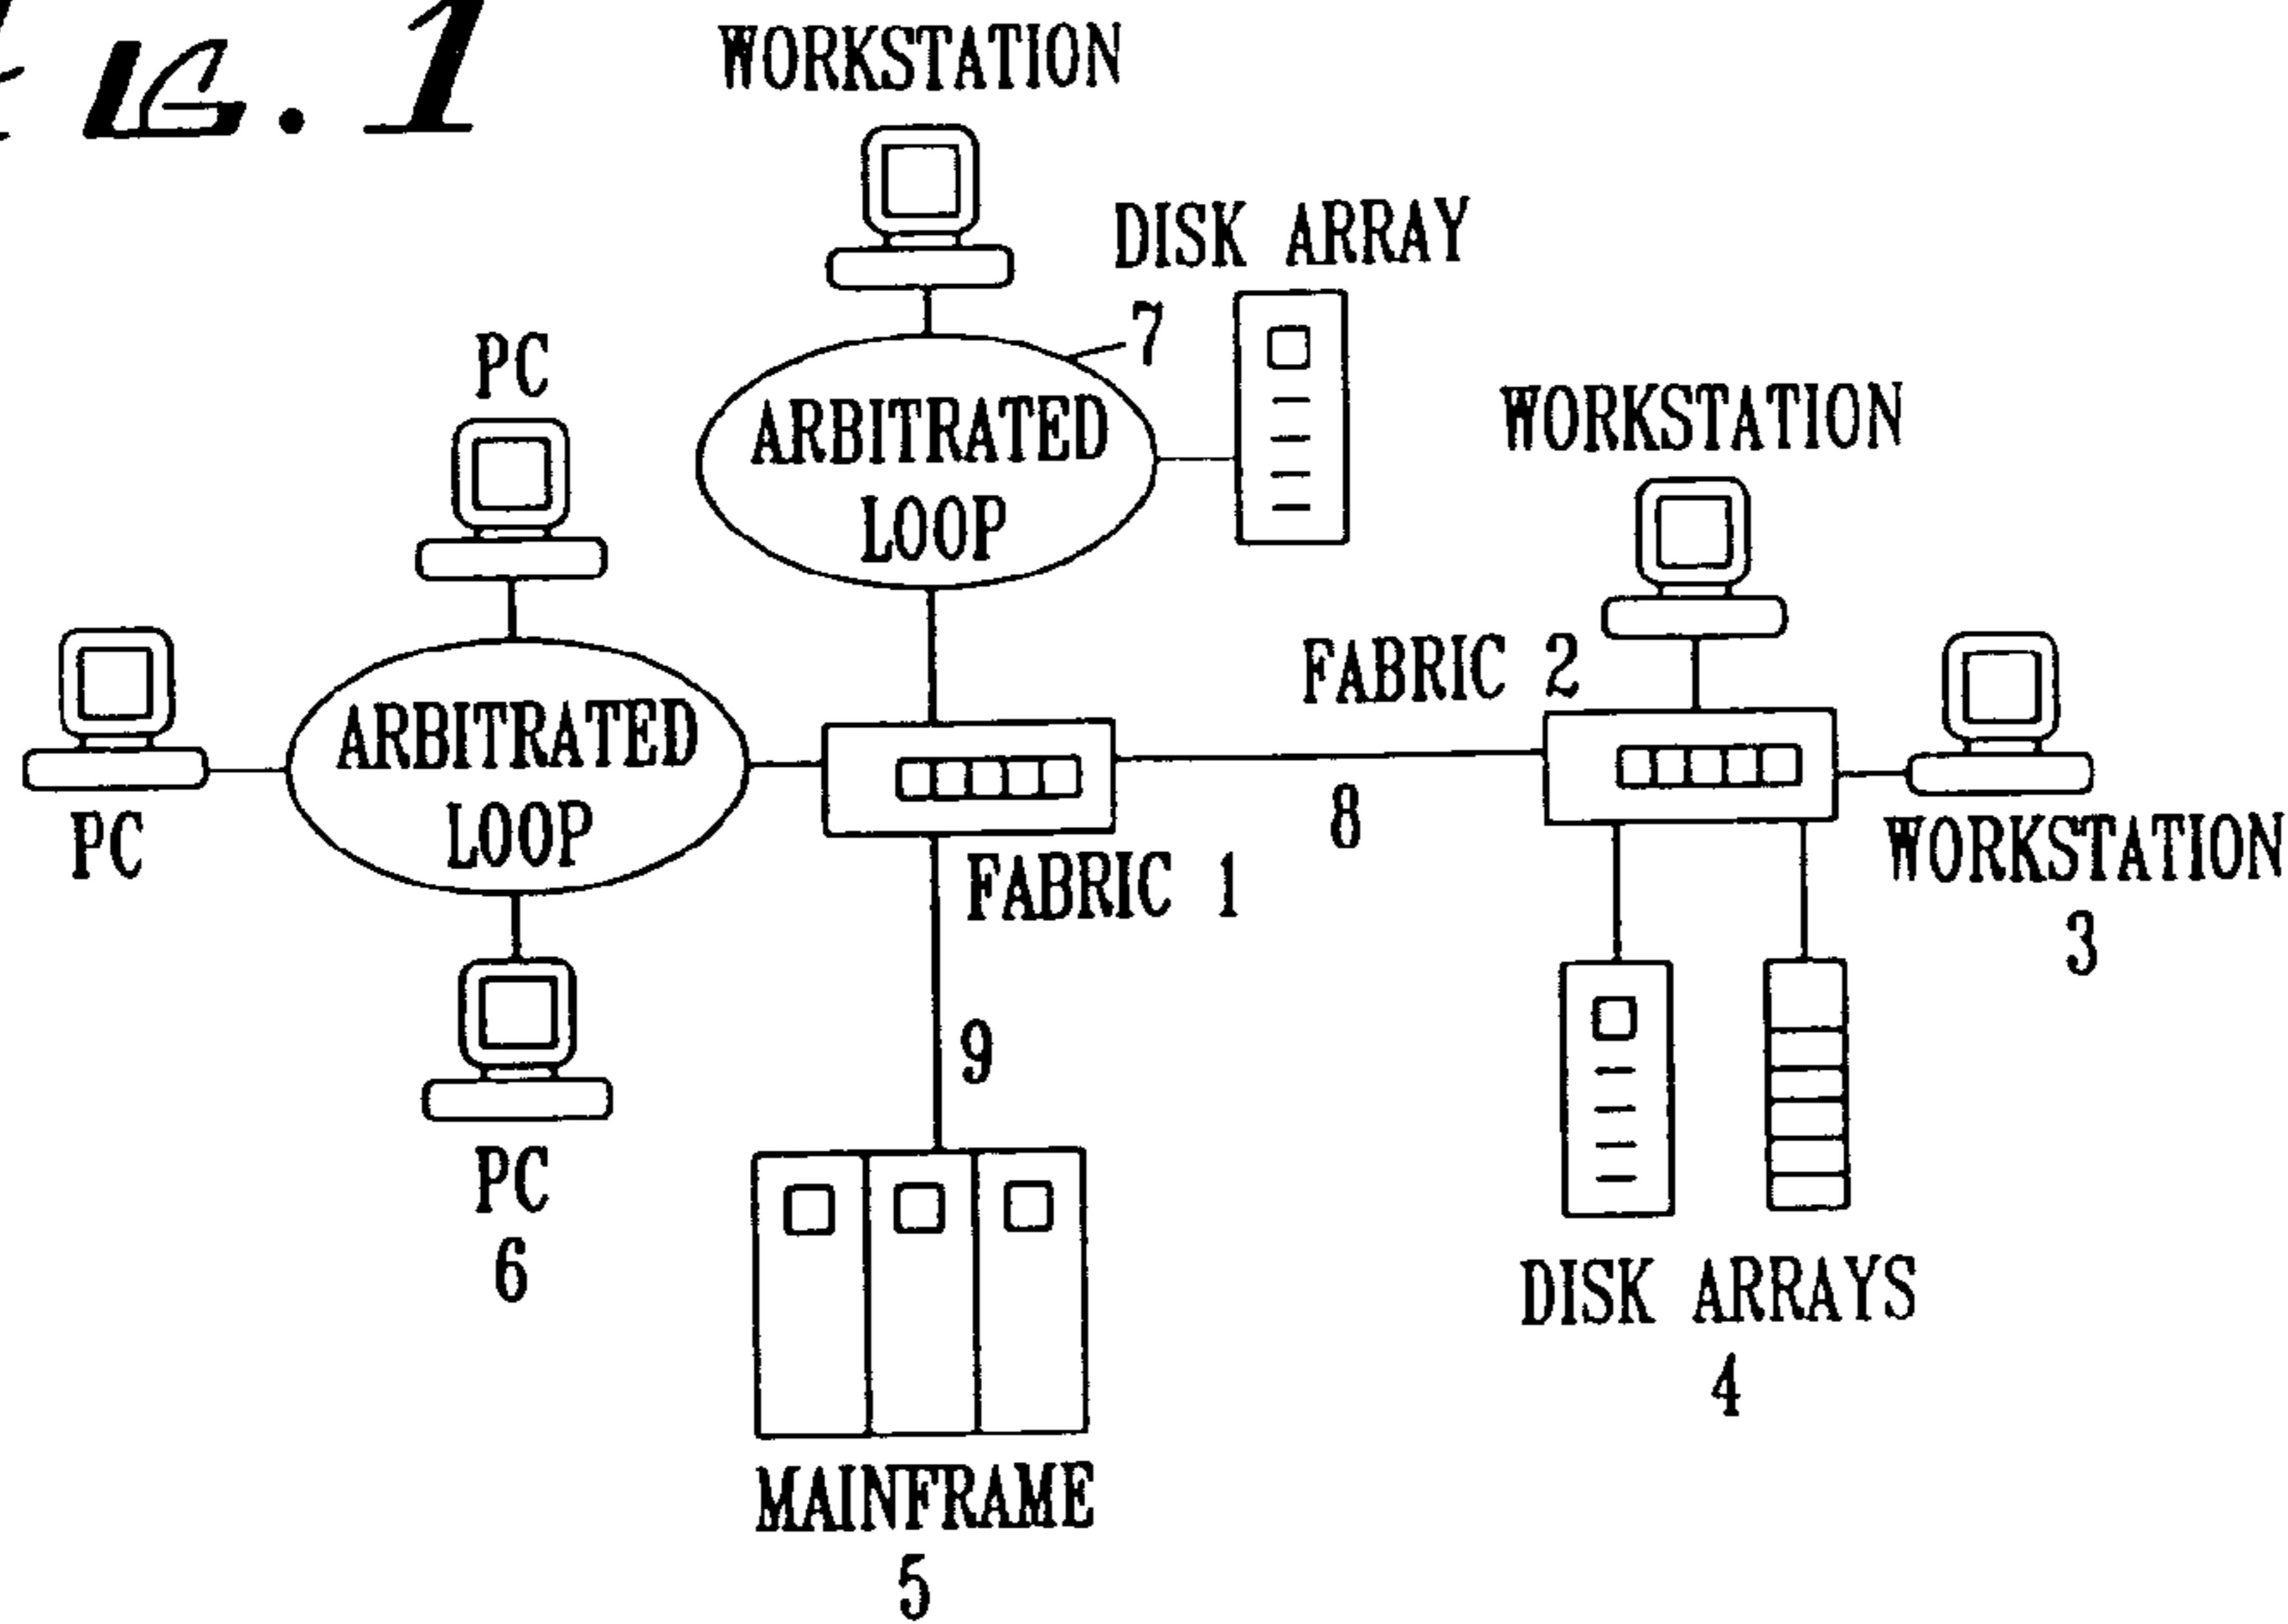 FIG. 1
WORKSTATION
DISK ARRAY
7
PC
ARBITRATED
LOOP
WORKSTATION
FABRIC 2
PC
ARBITRATED
LOOP
8
FABRIC 1
WORKSTATION
3
9
PC
6
DISK ARRAYS
4
MAINFRAME
5